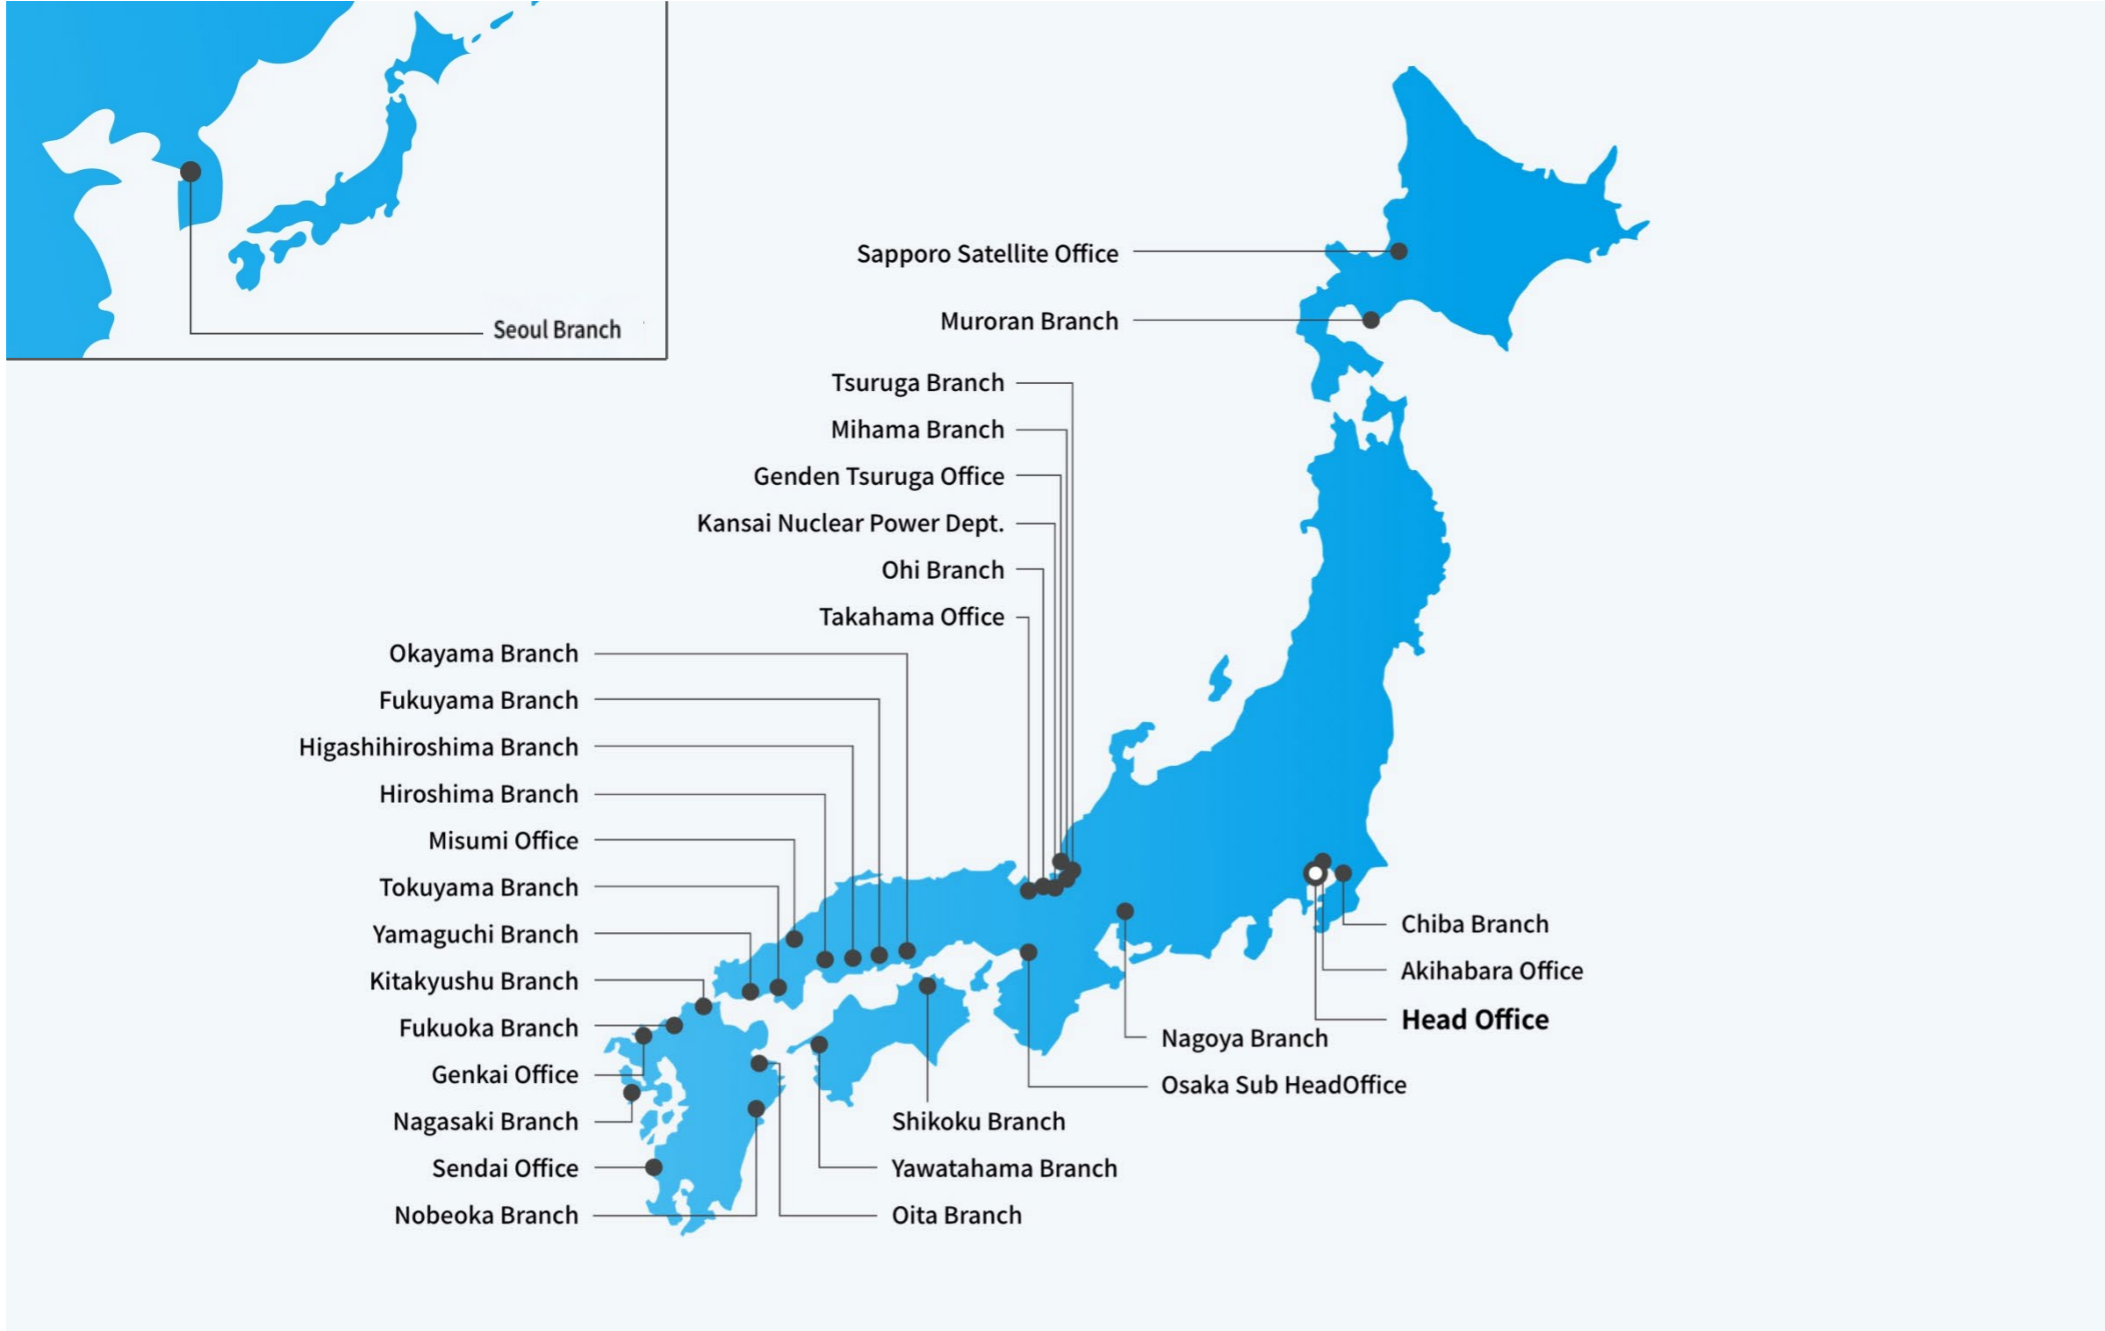 Seoul Branch
Sapporo Satellite Office
Muroran Branch
Tsuruga Branch
Mihama Branch
Genden Tsuruga Office
Kansai Nuclear Power Dept.
Ohi Branch
Takahama Office
Okayama Branch
Fukuyama Branch
Higashihiroshima Branch
Hiroshima Branch
Misumi Office
Tokuyama Branch
Yamaguchi Branch
Kitakyushu Branch
Fukuoka Branch
Genkai Office
Nagasaki Branch
Sendai Office
Nobeoka Branch
Chiba Branch
Akihabara Office
Head Office
Nagoya Branch
Osaka Sub HeadOffice
Shikoku Branch
Yawatahama Branch
Oita Branch